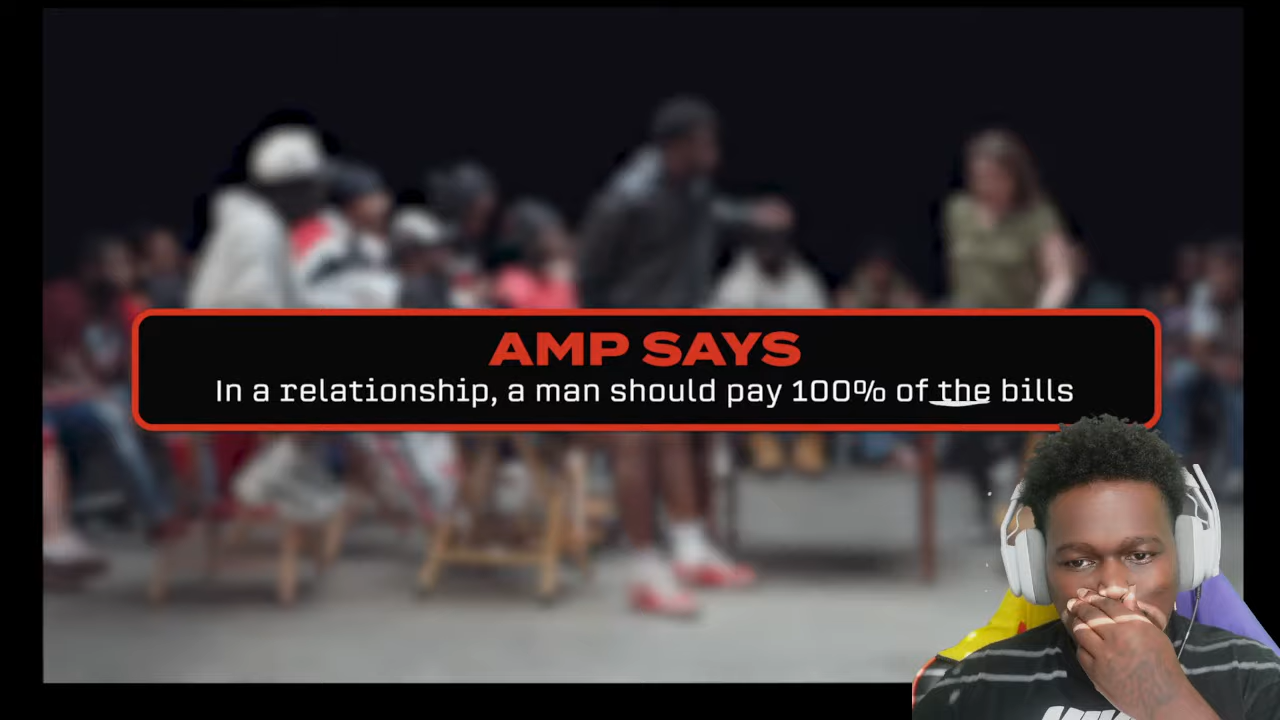 AMP SAYS
In a relationship, a man should pay 100% of the bills